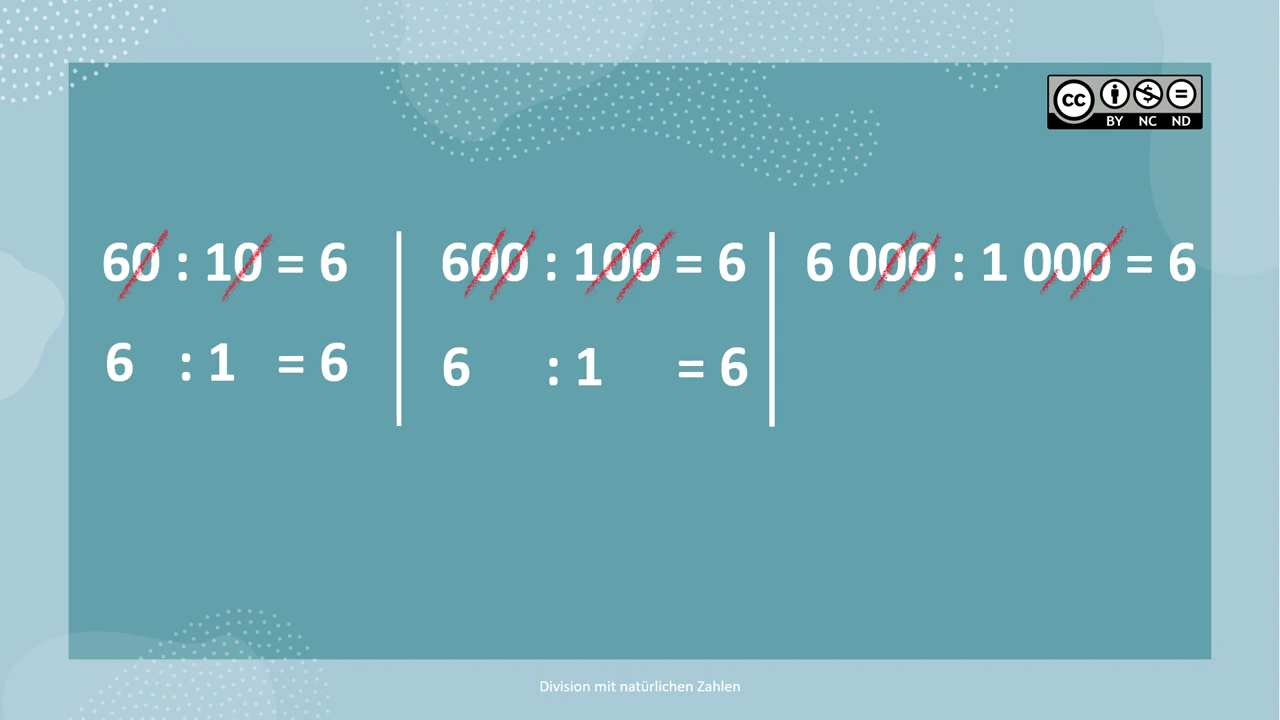 CC BY NC ND
60 : 10 = 6
6 : 1 = 6
600 : 100 = 6
6 : 1 = 6
6 000 : 1 000 = 6
Division mit natürlichen Zahlen